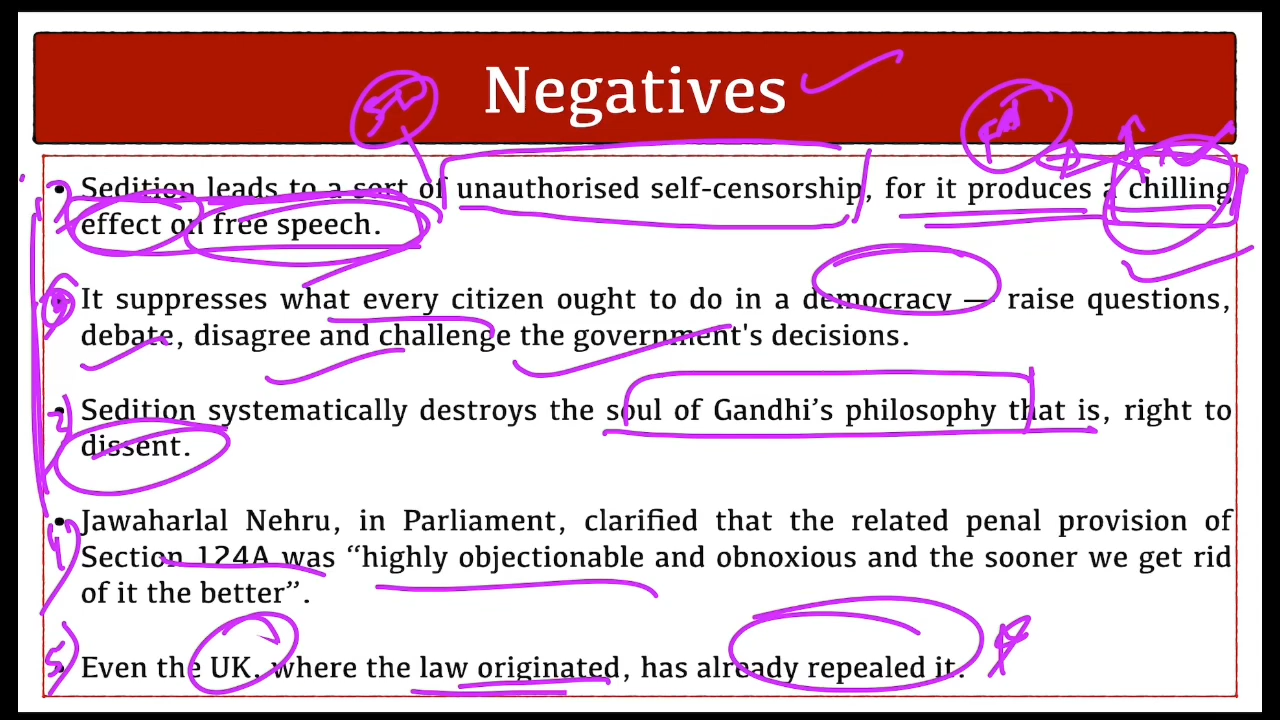 Negatives
• Sedition leads to a sort of unauthorised self-censorship, for it produces a chilling
effect on free speech.
• It suppresses what every citizen ought to do in a democracy — raise questions,
debate, disagree and challenge the government's decisions.
• Sedition systematically destroys the soul of Gandhi’s philosophy that is, right to
dissent.
• Jawaharlal Nehru, in Parliament, clarified that the related penal provision of
Section 124A was “highly objectionable and obnoxious and the sooner we get rid
of it the better”.
• Even the UK, where the law originated, has already repealed it.